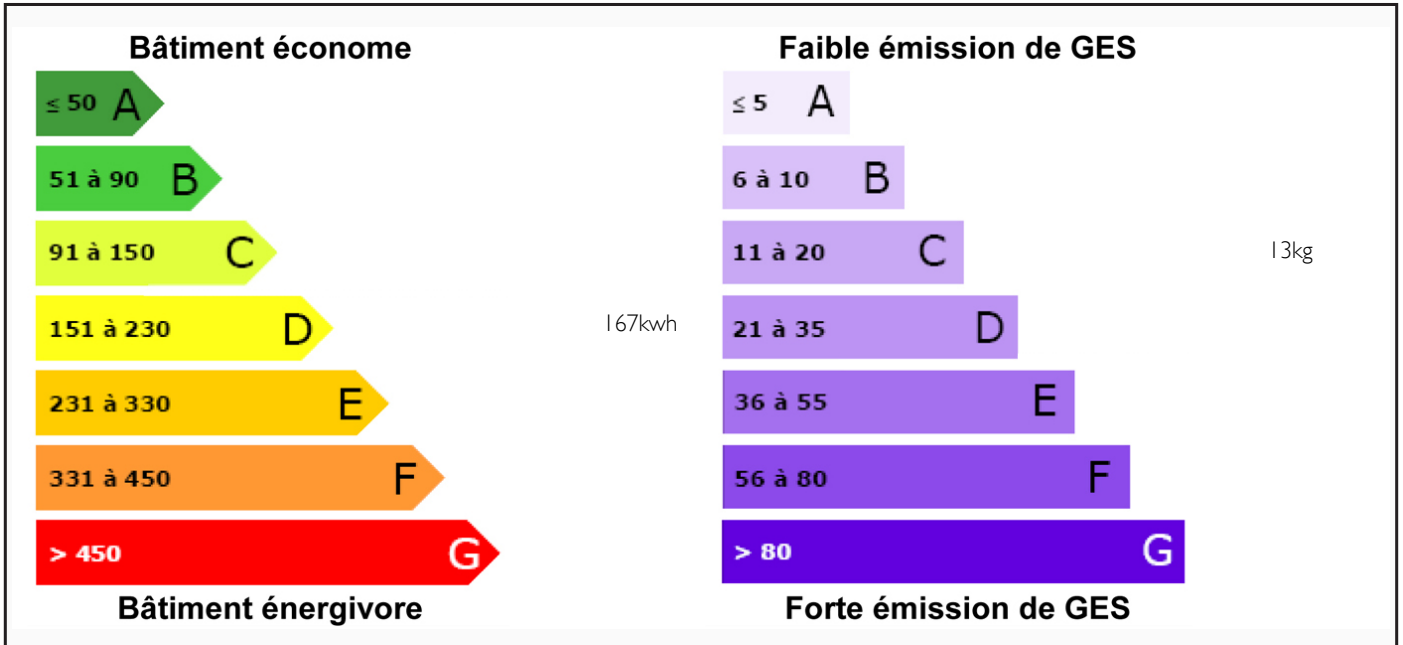 Bâtiment économe
≤ 50 A
51 à 90 B
91 à 150 C
151 à 230 D
167kwh
231 à 330 E
331 à 450 F
> 450 G
Bâtiment énergivore
Faible émission de GES
≤ 5 A
6 à 10 B
11 à 20 C
13kg
21 à 35 D
36 à 55 E
56 à 80 F
> 80 G
Forte émission de GES